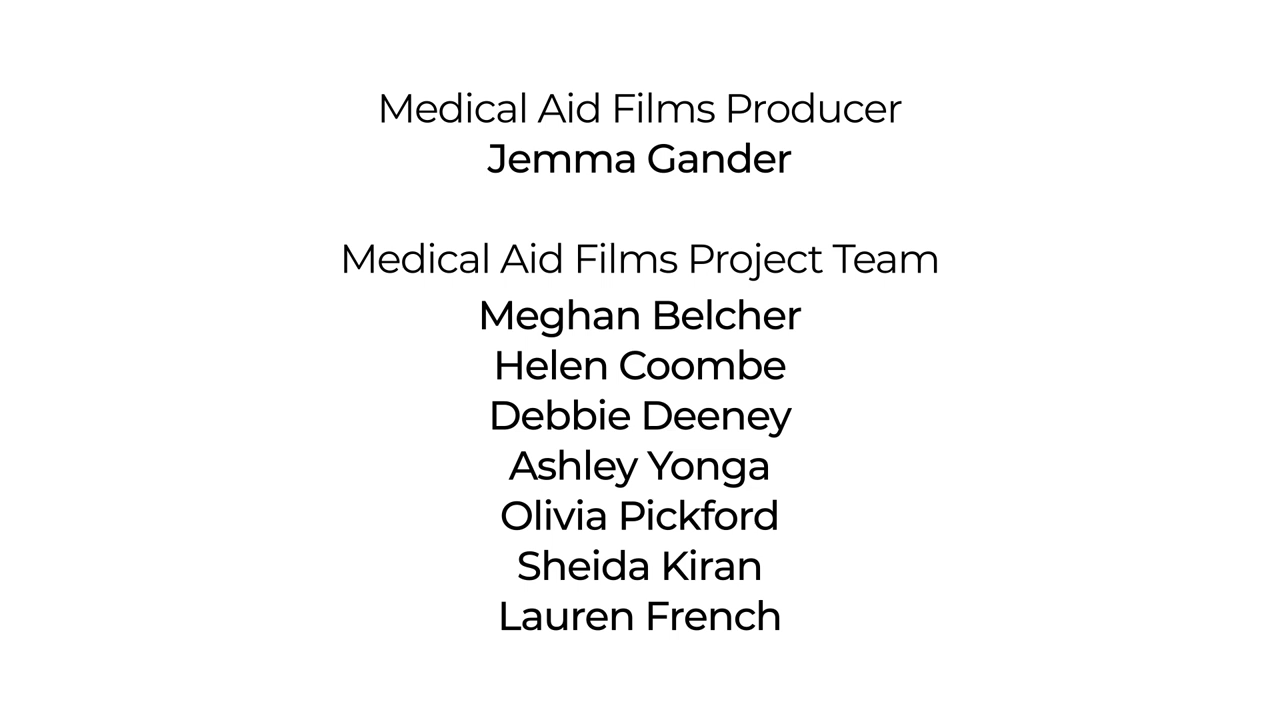 Medical Aid Films Producer
Jemma Gander
Medical Aid Films Project Team
Meghan Belcher
Helen Coombe
Debbie Deeney
Ashley Yonga
Olivia Pickford
Sheida Kiran
Lauren French